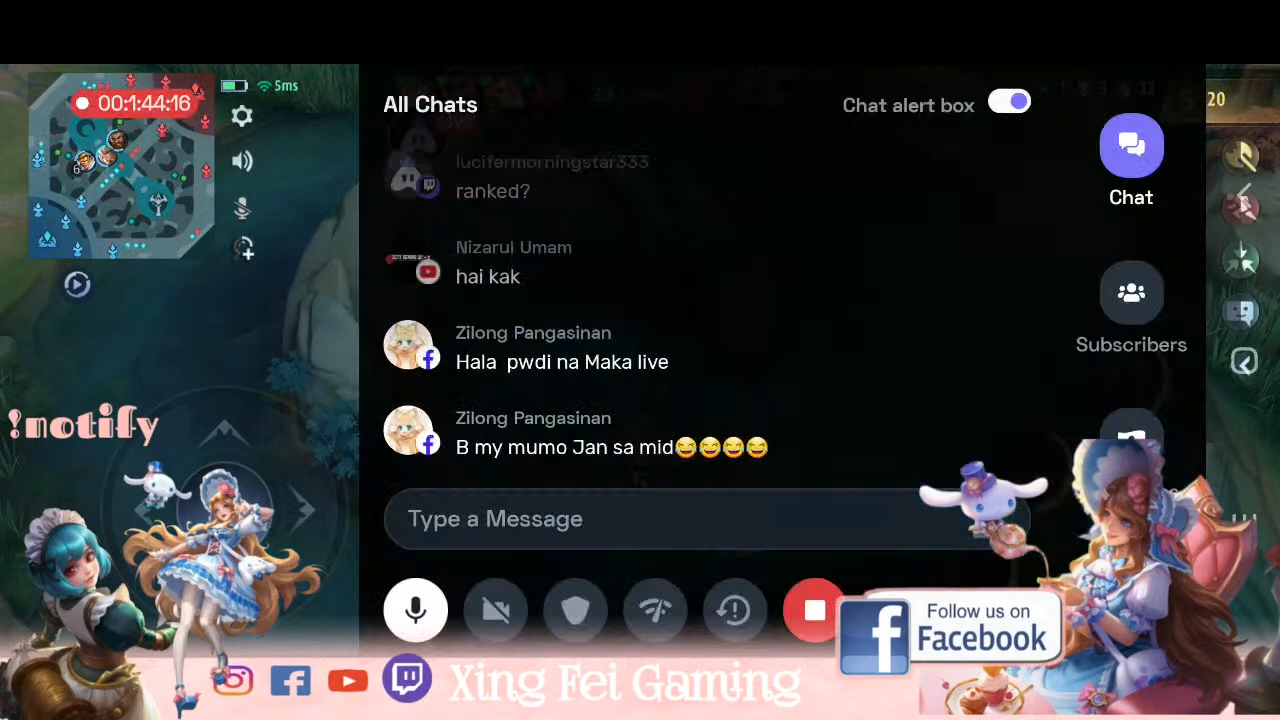 00:1:44:16
5ms
All Chats
Chat alert box
20
lucifermorningstar333
ranked?
Chat
Nizarul Umam
hai kak
Zilong Pangasinan
Hala pwdi na Maka live
Subscribers
Zilong Pangasinan
B my mumo Jan sa mid😂😂😂😂
!notify
Type a Message
Follow us on
Facebook
Xing Fei Gaming